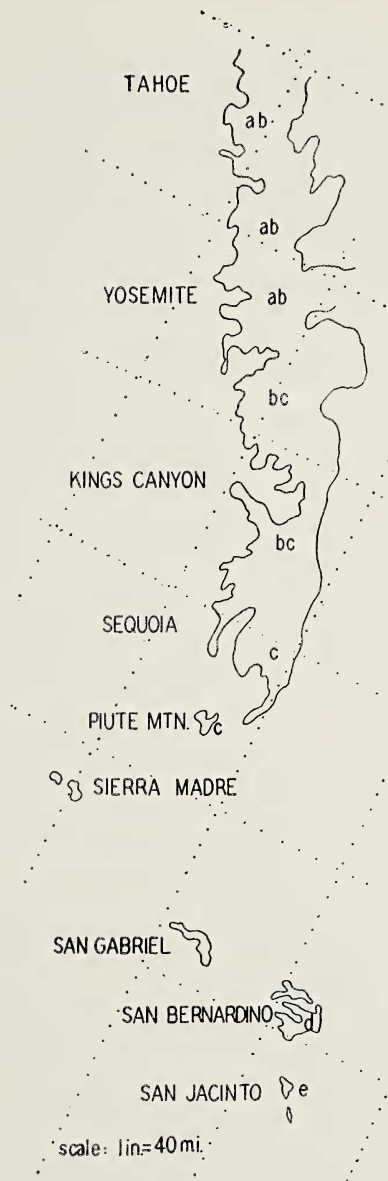 TAHOE
ab
ab
YOSEMITE ab
bc
KINGS CANYON
bc
SEQUOIA
c
PIUTE MTN. c
SIERRA MADRE
SAN GABRIEL
SAN BERNARDINO d
SAN JACINTO e
scale: 1in.=40mi.